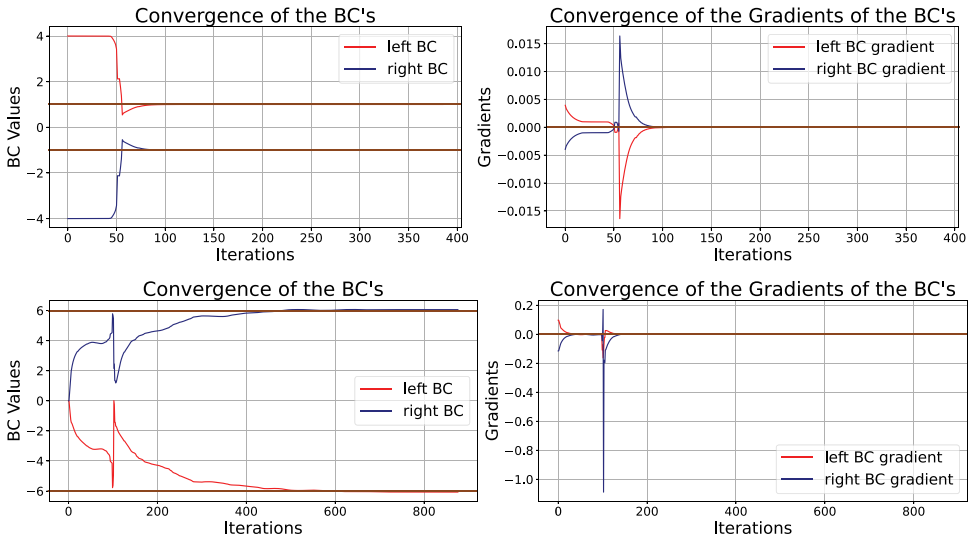 Convergence of the BC's
BC Values
4
2
0
−2
−4
left BC
right BC
0 50 100 150 200 250 300 350 400
Iterations
Convergence of the Gradients of the BC's
Gradients
0.015
0.010
0.005
0.000
−0.005
−0.010
−0.015
left BC gradient
right BC gradient
0 50 100 150 200 250 300 350 400
Iterations
Convergence of the BC's
BC Values
6
4
2
0
−2
−4
−6
left BC
right BC
0 200 400 600 800
Iterations
Convergence of the Gradients of the BC's
Gradients
0.2
0.0
−0.2
−0.4
−0.6
−0.8
−1.0
left BC gradient
right BC gradient
0 200 400 600 800
Iterations